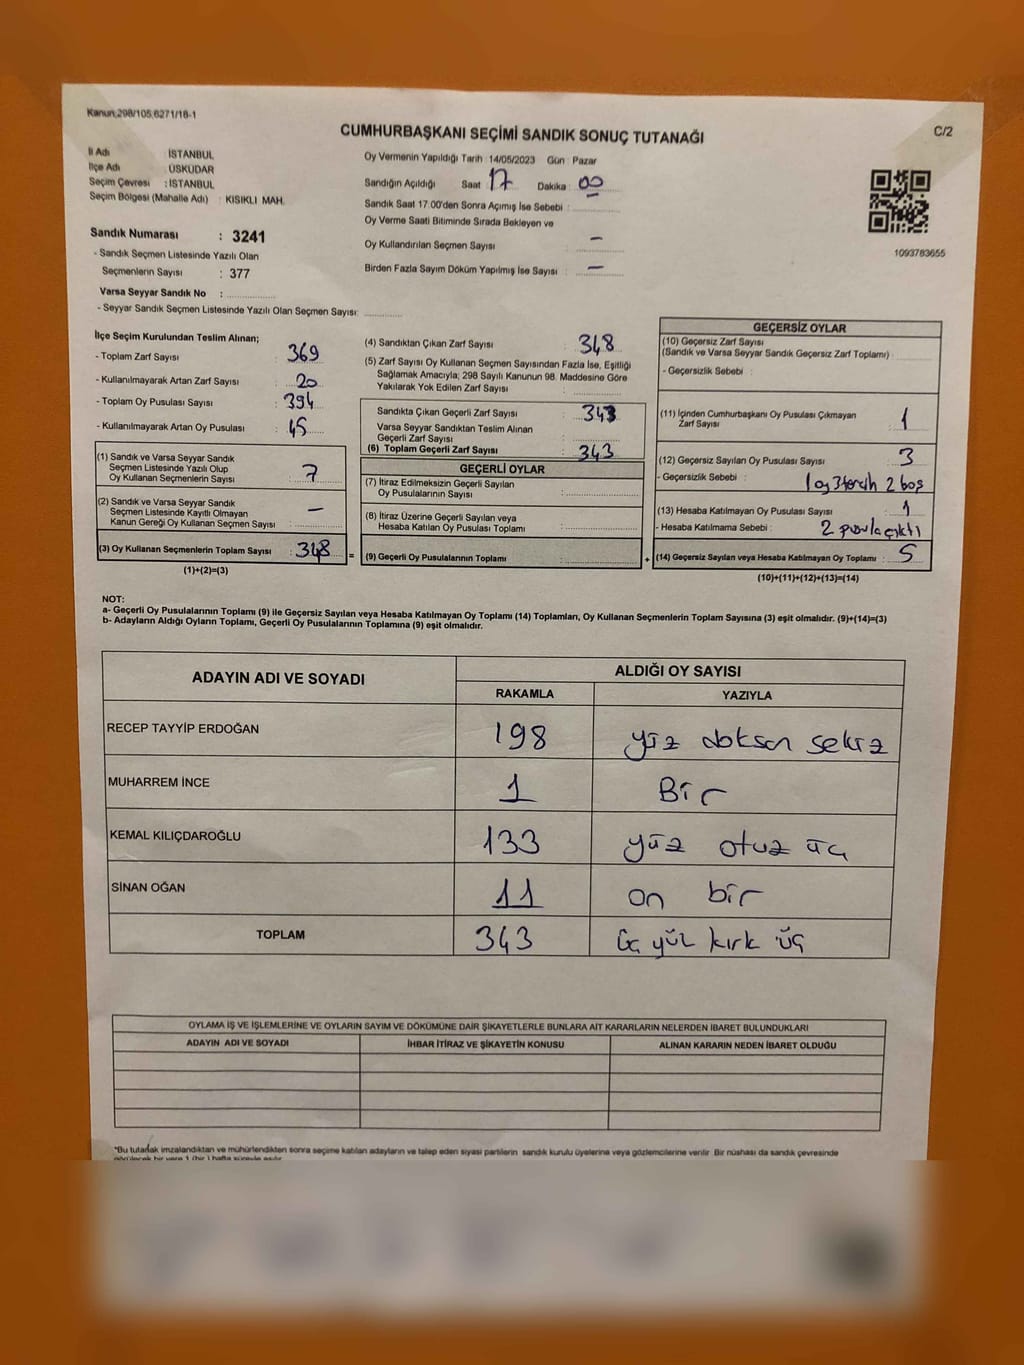 Kanun;298/105;6271/18-1
C/2
CUMHURBAŞKANI SEÇİMİ SANDIK SONUÇ TUTANAĞI
İl Adı : İSTANBUL
İlçe Adı : ÜSKÜDAR
Seçim Çevresi : İSTANBUL
Seçim Bölgesi (Mahalle Adı) : KISIKLI MAH.
Sandık Numarası : 3241
- Sandık Seçmen Listesinde Yazılı Olan
Seçmenlerin Sayısı : 377
Varsa Seyyar Sandık No :
- Seyyar Sandık Seçmen Listesinde Yazılı Olan Seçmen Sayısı:
Oy Vermenin Yapıldığı Tarih : 14/05/2023 Gün : Pazar
Sandığın Açıldığı Saat : 17 Dakika : 00
Sandık Saat 17:00'den Sonra Açmış İse Sebebi :
Oy Verme Saati Bitiminde Sırada Bekleyen ve
Oy Kullandırılan Seçmen Sayısı : –
Birden Fazla Sayım Döküm Yapılmış İse Sayısı : –
1093783655
İlçe Seçim Kurulundan Teslim Alınan;
- Toplam Zarf Sayısı : 369
- Kullanılmayarak Artan Zarf Sayısı : 20
- Toplam Oy Pusulası Sayısı : 394
- Kullanılmayarak Artan Oy Pusulası : 45
(1) Sandık ve Varsa Seyyar Sandık
Seçmen Listesinde Yazılı Olup
Oy Kullanan Seçmenlerin Sayısı : 7
(2) Sandık ve Varsa Seyyar Sandık
Seçmen Listesinde Kayıtlı Olmayan
Kanun Gereği Oy Kullanan Seçmen Sayısı : –
(3) Oy Kullanan Seçmenlerin Toplam Sayısı : 348
(1)+(2)=(3)
=
(4) Sandıktan Çıkan Zarf Sayısı : 348
(5) Zarf Sayısı Oy Kullanan Seçmen Sayısından Fazla İse, Eşitliği
Sağlamak Amacıyla; 298 Sayılı Kanunun 98. Maddesine Göre
Yakılarak Yok Edilen Zarf Sayısı :
Sandıkta Çıkan Geçerli Zarf Sayısı : 343
Varsa Seyyar Sandıktan Teslim Alınan
Geçerli Zarf Sayısı :
(6) Toplam Geçerli Zarf Sayısı : 343
GEÇERLİ OYLAR
(7) İtiraz Edilmeksizin Geçerli Sayılan
Oy Pusulalarının Sayısı :
(8) İtiraz Üzerine Geçerli Sayılan veya
Hesaba Katılan Oy Pusulası Toplamı :
(9) Geçerli Oy Pusulalarının Toplamı :
+
GEÇERSİZ OYLAR
(10) Geçersiz Zarf Sayısı
(Sandık ve Varsa Seyyar Sandık Geçersiz Zarf Toplamı) :
- Geçersizlik Sebebi :
(11) İçinden Cumhurbaşkanı Oy Pusulası Çıkmayan
Zarf Sayısı : 1
(12) Geçersiz Sayılan Oy Pusulası Sayısı : 3
- Geçersizlik Sebebi : 1 oy 3 tercih 2 boş
(13) Hesaba Katılmayan Oy Pusulası Sayısı : 1
- Hesaba Katılmama Sebebi : 2 pusula çıktı
(14) Geçersiz Sayılan veya Hesaba Katılmayan Oy Toplamı : 5
(10)+(11)+(12)+(13)=(14)
NOT:
a- Geçerli Oy Pusulalarının Toplamı (9) ile Geçersiz Sayılan veya Hesaba Katılmayan Oy Toplamı (14) Toplamları, Oy Kullanan Seçmenlerin Toplam Sayısına (3) eşit olmalıdır. (9)+(14)=(3)
b- Adayların Aldığı Oyların Toplamı, Geçerli Oy Pusulalarının Toplamına (9) eşit olmalıdır.
ADAYIN ADI VE SOYADI
ALDIĞI OY SAYISI
RAKAMLA YAZIYLA
RECEP TAYYİP ERDOĞAN 198 yüz doksan sekiz
MUHARREM İNCE 1 Bir
KEMAL KILIÇDAROĞLU 133 yüz otuz üç
SİNAN OĞAN 11 on bir
TOPLAM 343 üç yüz kırk üç
OYLAMA İŞ VE İŞLEMLERİNE VE OYLARIN SAYIM VE DÖKÜMÜNE DAİR ŞİKAYETLERLE BUNLARA AİT KARARLARIN NELERDEN İBARET BULUNDUKLARI
ADAYIN ADI VE SOYADI İHBAR İTİRAZ VE ŞİKAYETİN KONUSU ALINAN KARARIN NEDEN İBARET OLDUĞU
*Bu tutanak imzalandıktan ve mühürlendikten sonra seçime katılan adayların ve talep eden siyasi partilerin sandık kurulu üyelerine veya gözlemcilerine verilir. Bir nüshası da sandık çevresinde